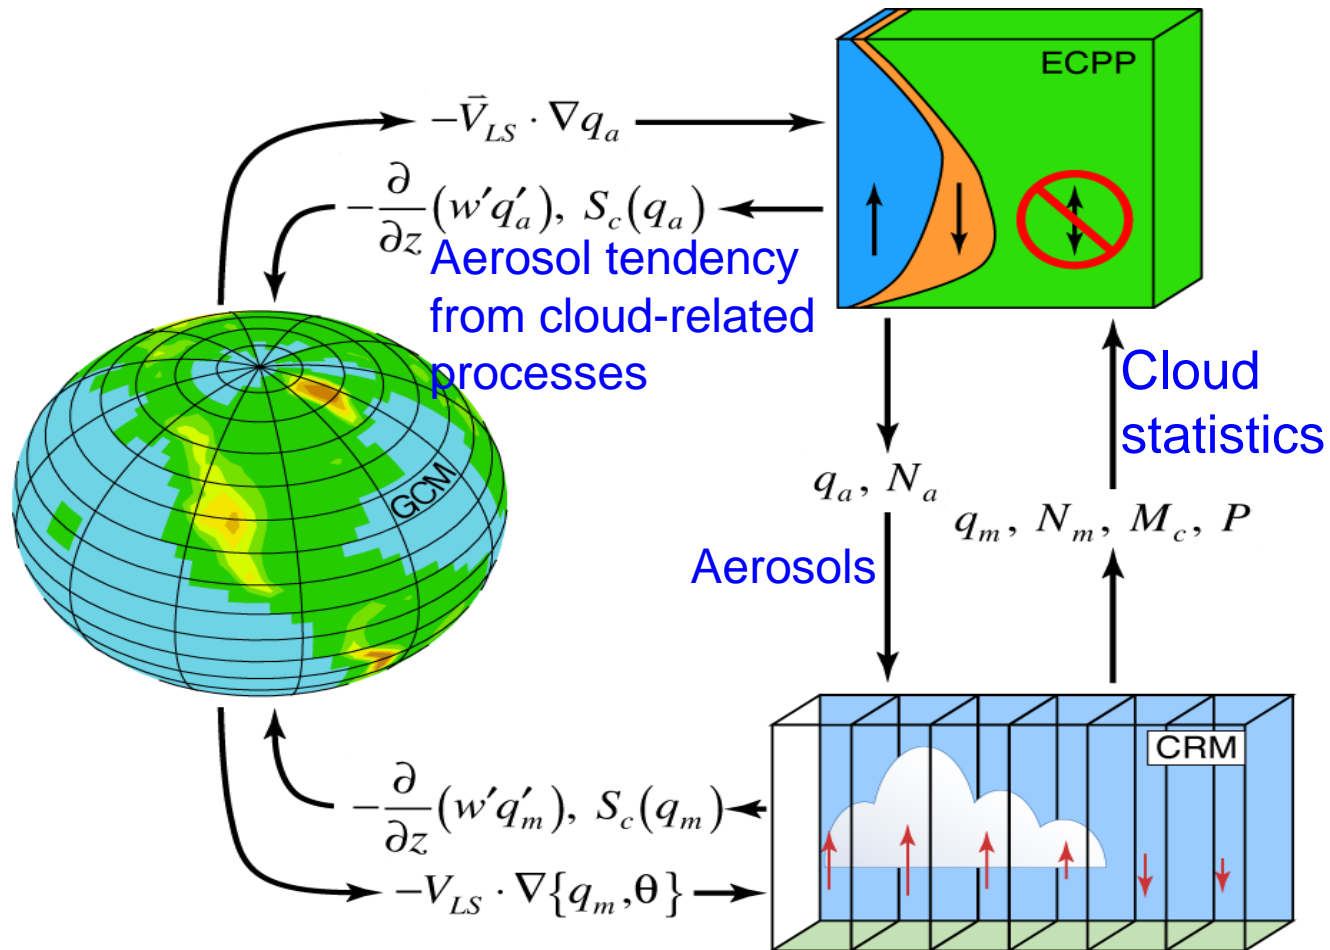 ECPP
−V⃗_LS · ∇q_a
−∂/∂z (w′q′_a), S_c(q_a)
Aerosol tendency
from cloud-related
processes
Cloud
statistics
GCM
q_a, N_a
q_m, N_m, M_c, P
Aerosols
CRM
−∂/∂z (w′q′_m), S_c(q_m)
−V_LS · ∇{q_m,θ}